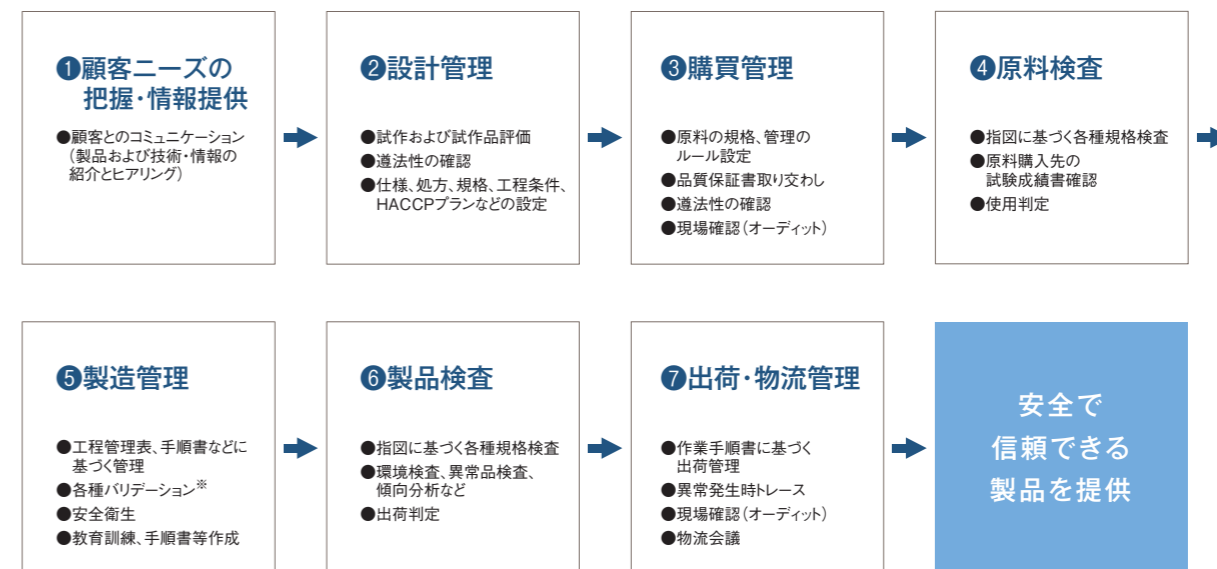 ❶顧客ニーズの
把握・情報提供
●顧客とのコミュニケーション
（製品および技術・情報の
紹介とヒアリング）
❷設計管理
●試作および試作品評価
●遵法性の確認
●仕様、処方、規格、工程条件、
HACCPプランなどの設定
❸購買管理
●原料の規格、管理の
ルール設定
●品質保証書取り交わし
●遵法性の確認
●現場確認（オーディット）
❹原料検査
●指図に基づく各種規格検査
●原料購入先の
試験成績書確認
●使用判定
❺製造管理
●工程管理表、手順書などに
基づく管理
●各種バリデーション※
●安全衛生
●教育訓練、手順書等作成
❻製品検査
●指図に基づく各種規格検査
●環境検査、異常品検査、
傾向分析など
●出荷判定
❼出荷・物流管理
●作業手順書に基づく
出荷管理
●異常発生時トレース
●現場確認（オーディット）
●物流会議
安全で
信頼できる
製品を提供